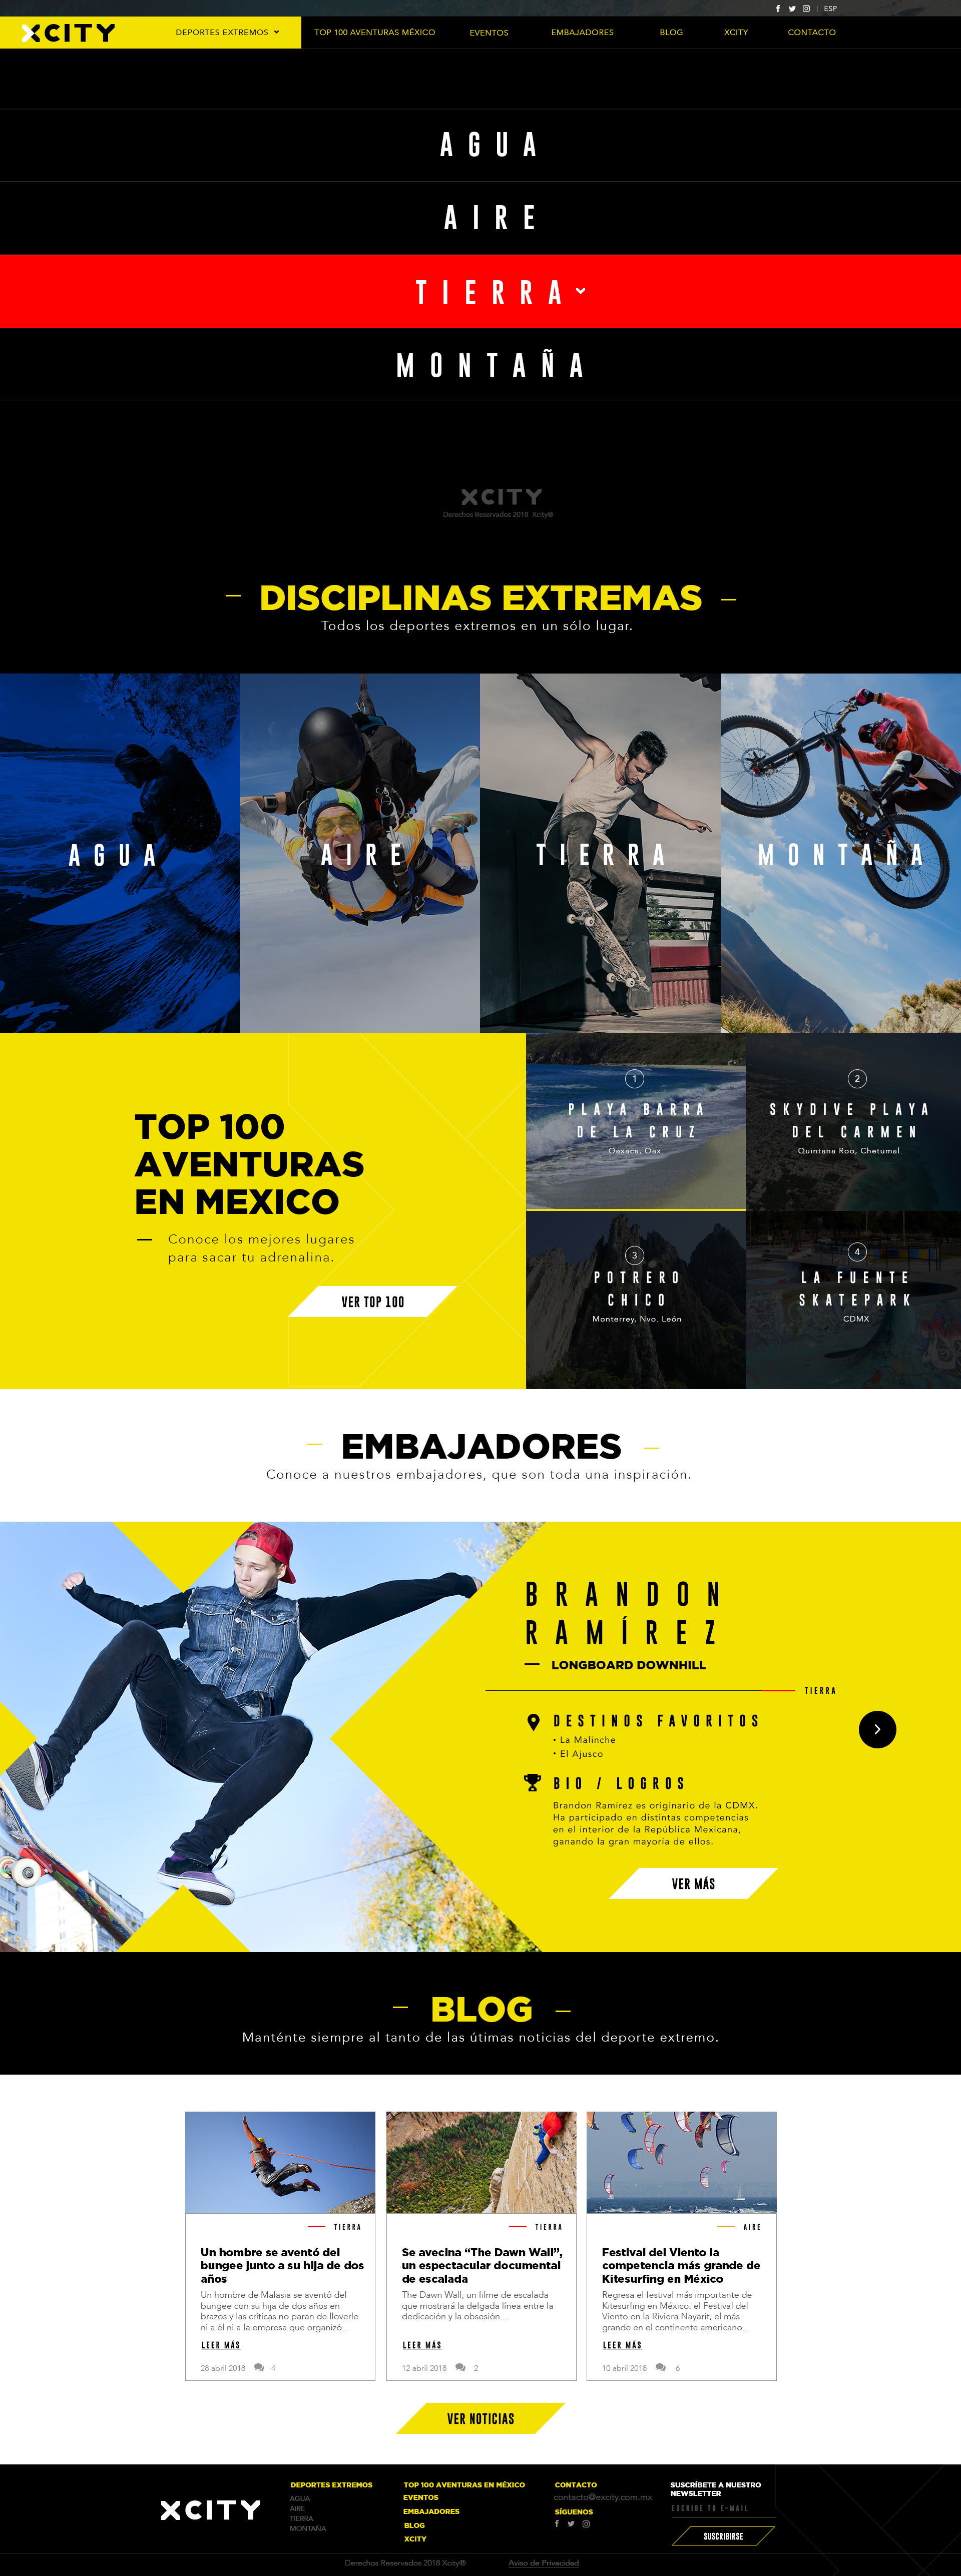 | ESP
XCITY
DEPORTES EXTREMOS
TOP 100 AVENTURAS MÉXICO
EVENTOS
EMBAJADORES
BLOG
XCITY
CONTACTO
AGUA
AIRE
TIERRA
MONTAÑA
XCITY
Derechos Reservados 2018 Xcity®
DISCIPLINAS EXTREMAS
Todos los deportes extremos en un sólo lugar.
AGUA
AIRE
TIERRA
MONTAÑA
TOP 100
AVENTURAS
EN MEXICO
Conoce los mejores lugares
para sacar tu adrenalina.
VER TOP 100
1
PLAYA BARRA
DE LA CRUZ
Oaxaca, Oax.
2
SKYDIVE PLAYA
DEL CARMEN
Quintana Roo, Chetumal.
3
POTRERO
CHICO
Monterrey, Nvo. León
4
LA FUENTE
SKATEPARK
CDMX
EMBAJADORES
Conoce a nuestros embajadores, que son toda una inspiración.
BRANDON
RAMÍREZ
LONGBOARD DOWNHILL
TIERRA
DESTINOS FAVORITOS
• La Malinche
• El Ajusco
BIO / LOGROS
Brandon Ramírez es originario de la CDMX.
Ha participado en distintas competencias
en el interior de la República Mexicana,
ganando la gran mayoría de ellos.
VER MÁS
BLOG
Manténte siempre al tanto de las útimas noticias del deporte extremo.
TIERRA
Un hombre se aventó del
bungee junto a su hija de dos
años
Un hombre de Malasia se aventó del
bungee con su hija de dos años en
brazos y las críticas no paran de lloverle
ni a él ni a la empresa que organizó...
LEER MÁS
28 abril 2018 4
TIERRA
Se avecina “The Dawn Wall”,
un espectacular documental
de escalada
The Dawn Wall, un filme de escalada
que mostrará la delgada línea entre la
dedicación y la obsesión...
LEER MÁS
12 abril 2018 2
AIRE
Festival del Viento la
competencia más grande de
Kitesurfing en México
Regresa el festival más importante de
Kitesurfing en México: el Festival del
Viento en la Riviera Nayarit, el más
grande en el continente americano...
LEER MÁS
10 abril 2018 6
VER NOTICIAS
XCITY
DEPORTES EXTREMOS
AGUA
AIRE
TIERRA
MONTAÑA
TOP 100 AVENTURAS EN MÉXICO
EVENTOS
EMBAJADORES
BLOG
XCITY
CONTACTO
contacto@excity.com.mx
SÍGUENOS
SUSCRÍBETE A NUESTRO
NEWSLETTER
ESCRIBE TU E-MAIL
SUSCRIBIRSE
Derechos Reservados 2018 Xcity®
Aviso de Privacidad